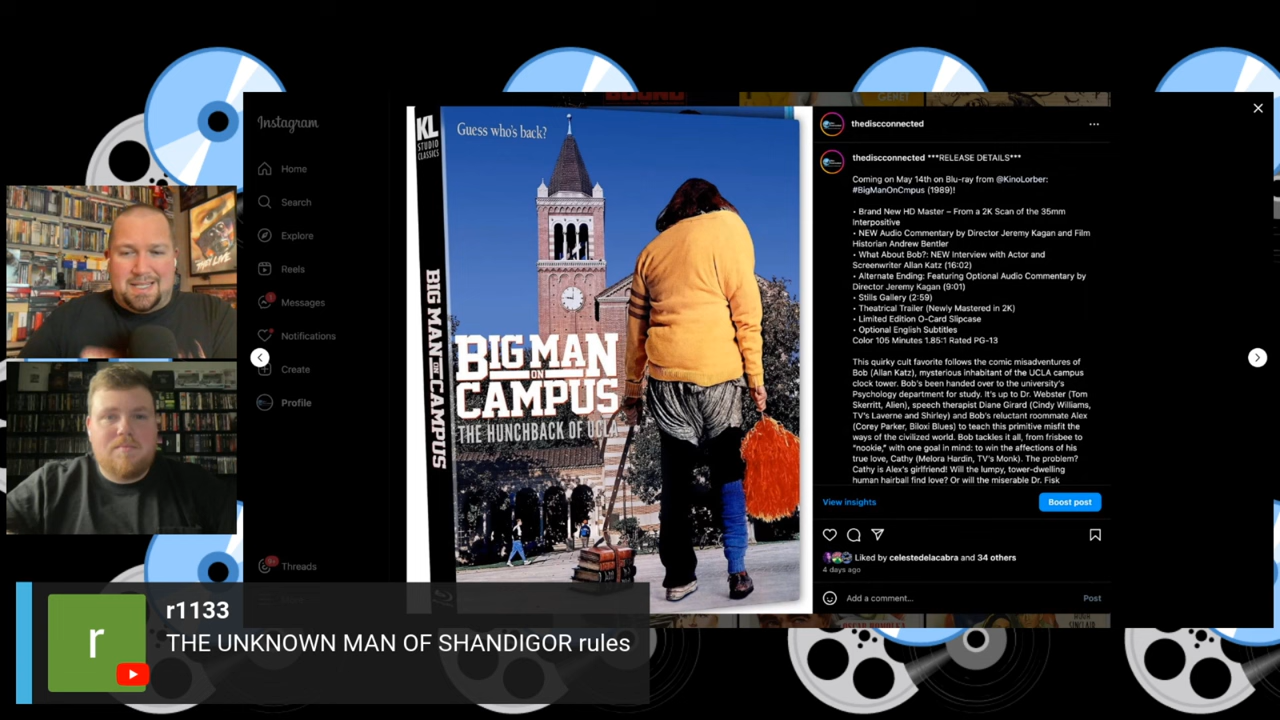 Instagram
Home
Search
Explore
Reels
Messages
Notifications
Create
Profile
Threads
KL
STUDIO
CLASSICS
BIG MAN ON CAMPUS
Guess who's back?
BIG MAN
ON
CAMPUS
THE HUNCHBACK OF UCLA
GENET
thediscconnected
thediscconnected ***RELEASE DETAILS***
Coming on May 14th on Blu-ray from @KinoLorber:
#BigManOnCmpus (1989)!
• Brand New HD Master – From a 2K Scan of the 35mm
Interpositive
• NEW Audio Commentary by Director Jeremy Kagan and Film
Historian Andrew Bentler
• What About Bob?: NEW Interview with Actor and
Screenwriter Allan Katz (16:02)
• Alternate Ending: Featuring Optional Audio Commentary by
Director Jeremy Kagan (9:01)
• Stills Gallery (2:59)
• Theatrical Trailer (Newly Mastered in 2K)
• Limited Edition O-Card Slipcase
• Optional English Subtitles
Color 105 Minutes 1.85:1 Rated PG-13
This quirky cult favorite follows the comic misadventures of
Bob (Allan Katz), mysterious inhabitant of the UCLA campus
clock tower. Bob's been handed over to the university's
Psychology department for study. It's up to Dr. Webster (Tom
Skerritt, Alien), speech therapist Diane Girard (Cindy Williams,
TV's Laverne and Shirley) and Bob's reluctant roommate Alex
(Corey Parker, Biloxi Blues) to teach this primitive misfit the
ways of the civilized world. Bob tackles it all, from frisbee to
"nookie," with one goal in mind: to win the affections of his
true love, Cathy (Melora Hardin, TV's Monk). The problem?
Cathy is Alex's girlfriend! Will the lumpy, tower-dwelling
human hairball find love? Or will the miserable Dr. Fisk
View insights
Boost post
Liked by celestedelacabra and 34 others
4 days ago
Add a comment...
Post
r
r1133
THE UNKNOWN MAN OF SHANDIGOR rules